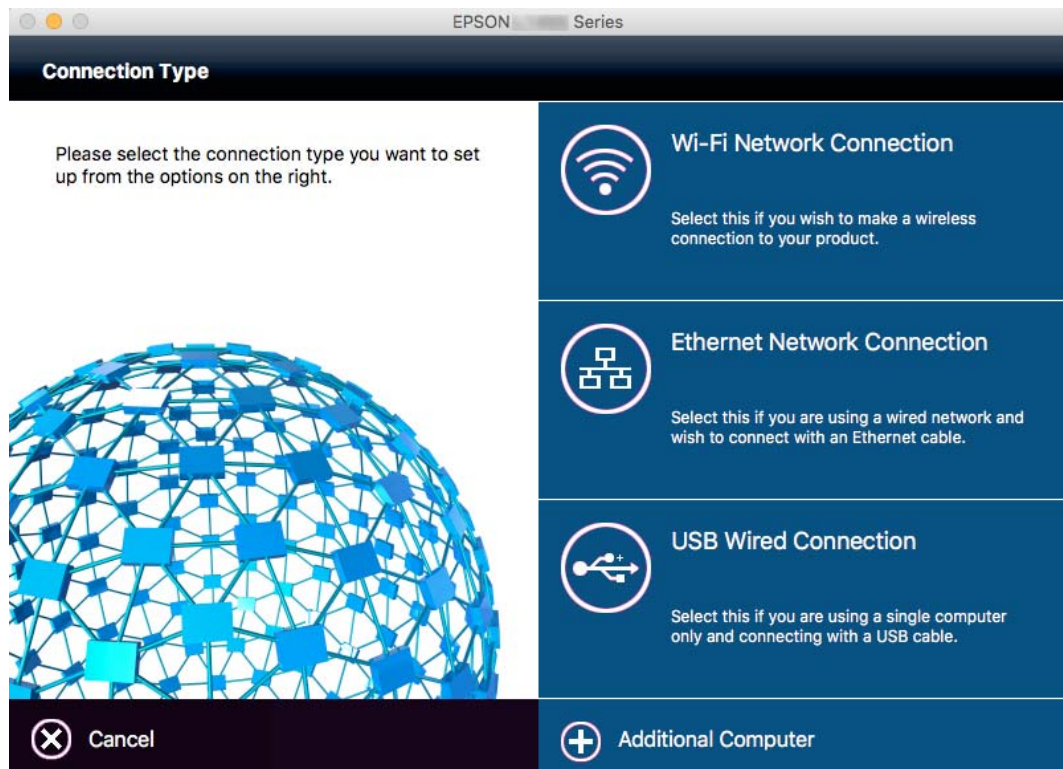 EPSON Series
Connection Type
Please select the connection type you want to set
up from the options on the right.
Wi-Fi Network Connection
Select this if you wish to make a wireless
connection to your product.
Ethernet Network Connection
Select this if you are using a wired network and
wish to connect with an Ethernet cable.
USB Wired Connection
Select this if you are using a single computer
only and connecting with a USB cable.
Cancel
Additional Computer